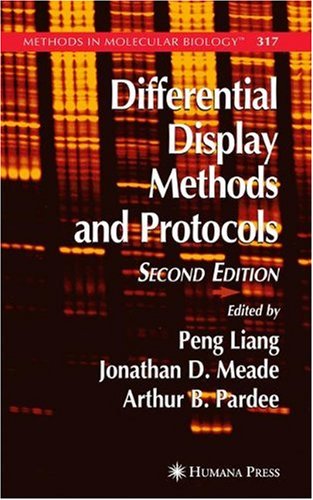 METHODS IN MOLECULAR BIOLOGY™ 317
Differential
Display
Methods
and Protocols
SECOND EDITION
Edited by
Peng Liang
Jonathan D. Meade
Arthur B. Pardee
HUMANA PRESS